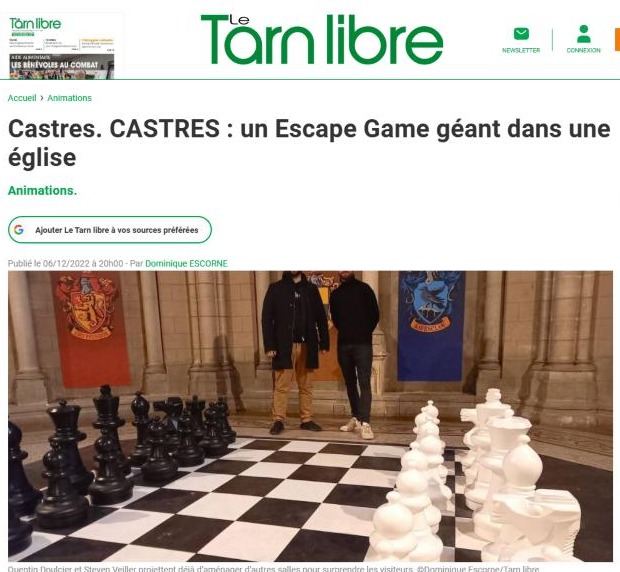 Tarn libre
LES BÉNÉVOLES AU COMBAT
Le
Tarn libre
NEWSLETTER
CONNEXION
Accueil › Animations
Castres. CASTRES : un Escape Game géant dans une
église
Animations.
G Ajouter Le Tarn libre à vos sources préférées
Publié le 06/12/2022 à 20h00 - Par Dominique ESCORNE
Quentin Doulcier et Steven Veiller projettent déjà d'aménager d'autres salles pour surprendre les visiteurs. ©Dominique Escorne/Tarn libre